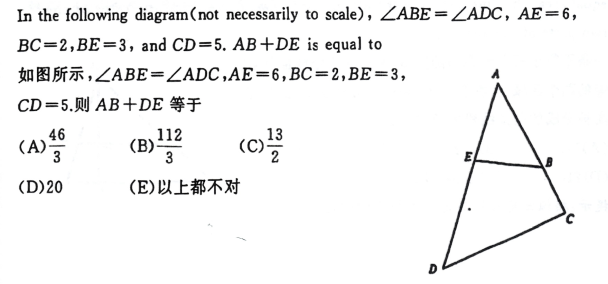 In the following diagram(not necessarily to scale), ∠ABE=∠ADC, AE=6,
BC=2,BE=3, and CD=5. AB+DE is equal to
如图所示,∠ABE=∠ADC,AE=6,BC=2,BE=3,
CD=5.则 AB+DE 等于
(A)46/3 (B)112/3 (C)13/2
(D)20 (E)以上都不对
A
E B
C
D